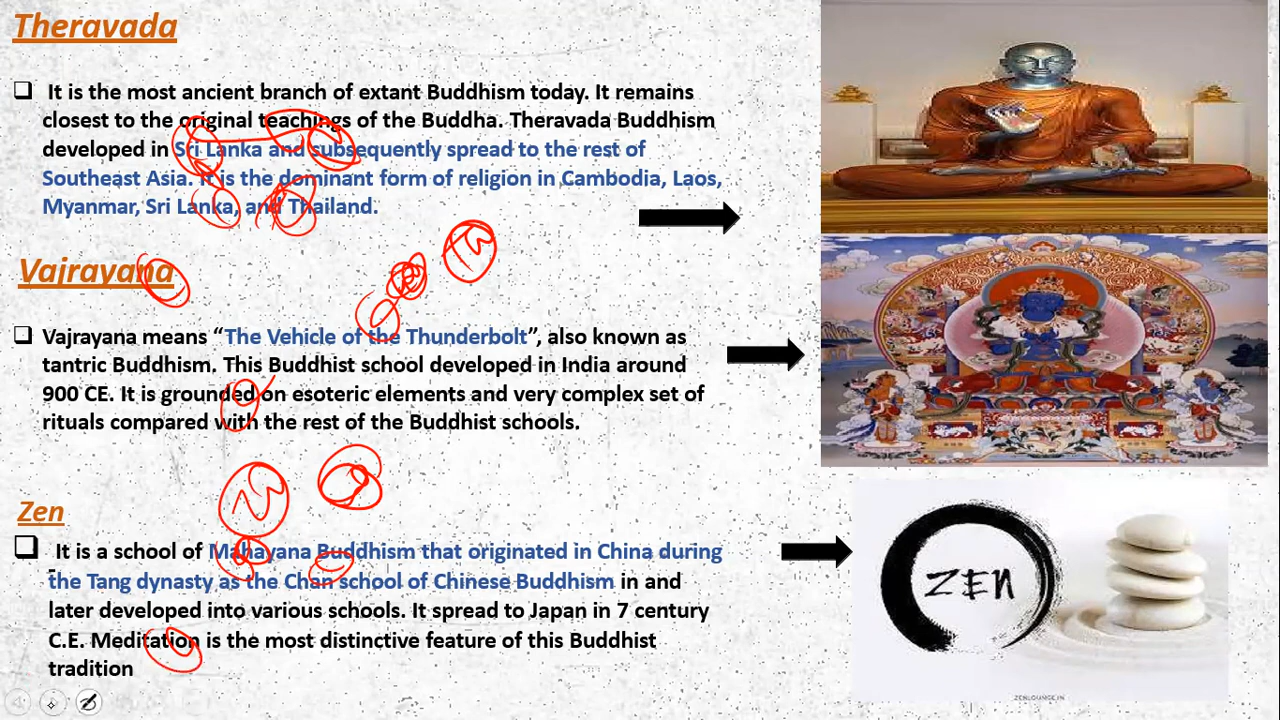 Theravada
It is the most ancient branch of extant Buddhism today. It remains
closest to the original teachings of the Buddha. Theravada Buddhism
developed in Sri Lanka and subsequently spread to the rest of
Southeast Asia. It is the dominant form of religion in Cambodia, Laos,
Myanmar, Sri Lanka, and Thailand.
Vajrayana
Vajrayana means “The Vehicle of the Thunderbolt”, also known as
tantric Buddhism. This Buddhist school developed in India around
900 CE. It is grounded on esoteric elements and very complex set of
rituals compared with the rest of the Buddhist schools.
Zen
It is a school of Mahayana Buddhism that originated in China during
the Tang dynasty as the Chan school of Chinese Buddhism in and
later developed into various schools. It spread to Japan in 7 century
C.E. Meditation is the most distinctive feature of this Buddhist
tradition
ZEN
ZENLOUNGE.IN